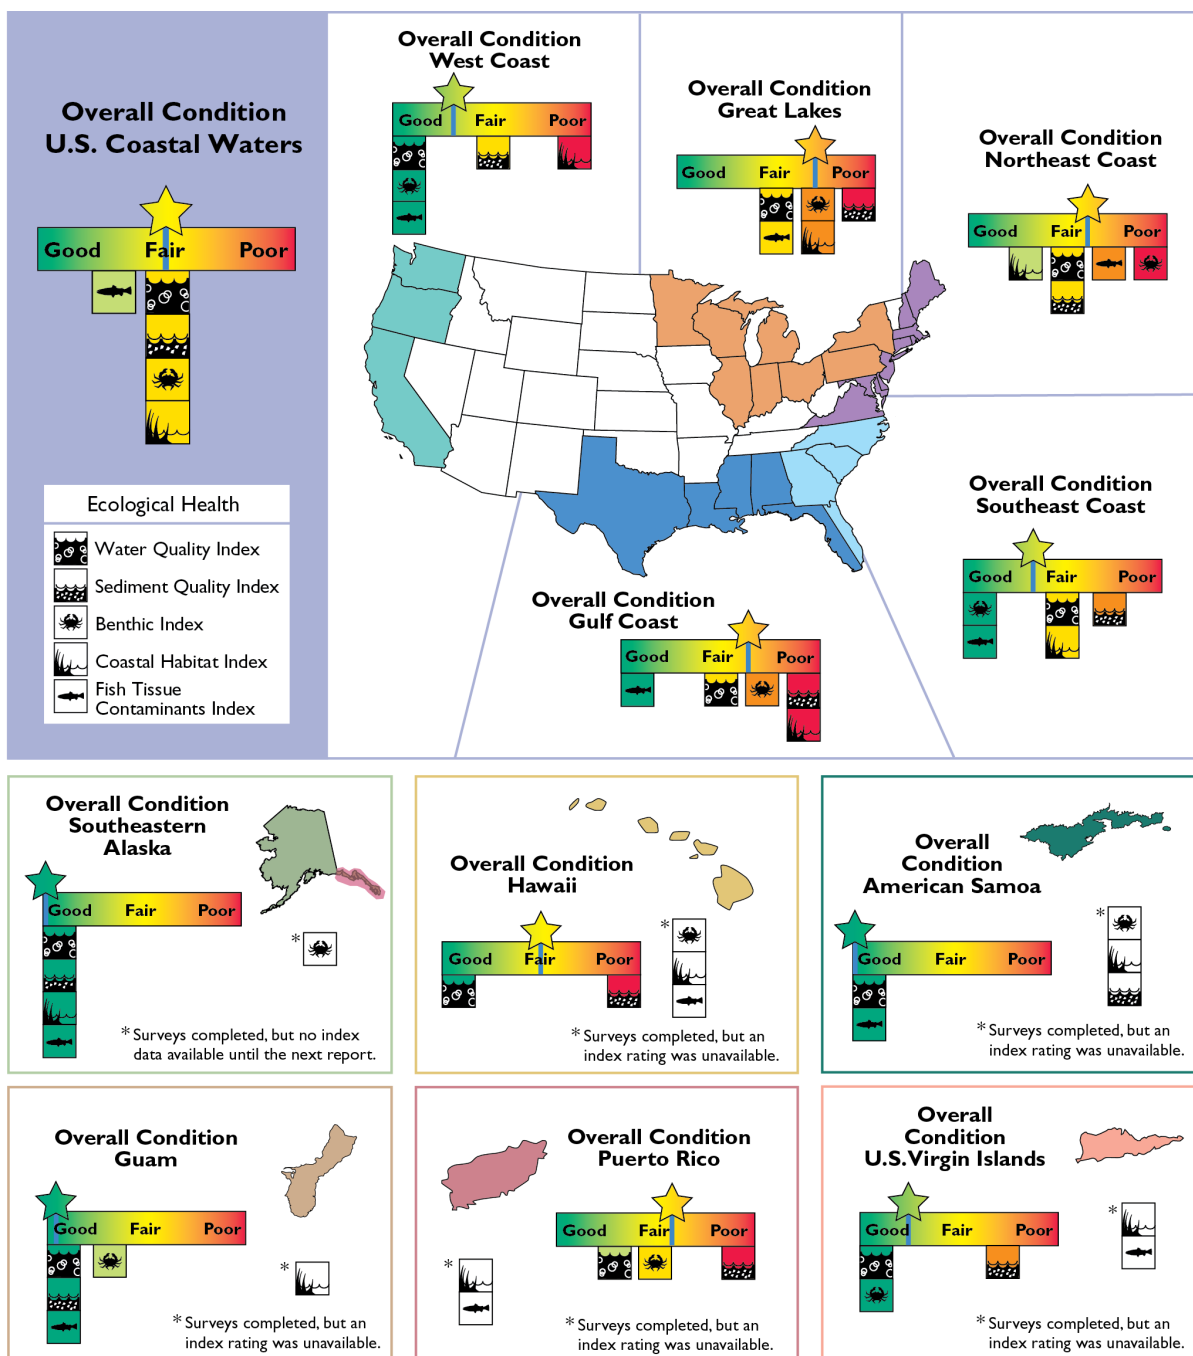 Overall Condition
U.S. Coastal Waters
Good Fair Poor
Ecological Health
Water Quality Index
Sediment Quality Index
Benthic Index
Coastal Habitat Index
Fish Tissue
Contaminants Index
Overall Condition
West Coast
Good Fair Poor
Overall Condition
Great Lakes
Good Fair Poor
Overall Condition
Northeast Coast
Good Fair Poor
Overall Condition
Southeast Coast
Good Fair Poor
Overall Condition
Gulf Coast
Good Fair Poor
Overall Condition
Southeastern
Alaska
Good Fair Poor
*
* Surveys completed, but no index
data available until the next report.
Overall Condition
Hawaii
Good Fair Poor
*
* Surveys completed, but an
index rating was unavailable.
Overall
Condition
American Samoa
Good Fair Poor
*
* Surveys completed, but an
index rating was unavailable.
Overall Condition
Guam
Good Fair Poor
*
* Surveys completed, but an
index rating was unavailable.
Overall Condition
Puerto Rico
Good Fair Poor
*
* Surveys completed, but an
index rating was unavailable.
Overall
Condition
U.S.Virgin Islands
Good Fair Poor
*
* Surveys completed, but an
index rating was unavailable.